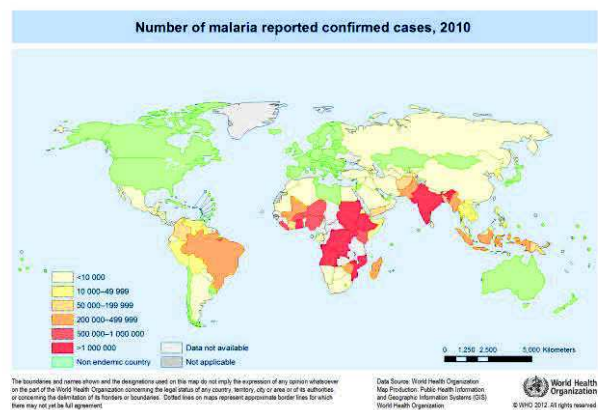 Number of malaria reported confirmed cases, 2010
<10 000
10 000–49 999
50 000–199 999
200 000–499 999
500 000–1 000 000
>1 000 000
Non endemic country
Data not available
Not applicable
0 1,250 2,500 5,000 Kilometers
The boundaries and names shown and the designations used on this map do not imply the expression of any opinion whatsoever
on the part of the World Health Organization concerning the legal status of any country, territory, city or area or of its authorities
or concerning the delimitation of its frontiers or boundaries. Dotted lines on maps represent approximate border lines for which
there may not yet be full agreement.
Data Source: World Health Organization
Map Production: Public Health Information
and Geographic Information Systems (GIS)
World Health Organization
World Health
Organization
© WHO 2012. All rights reserved